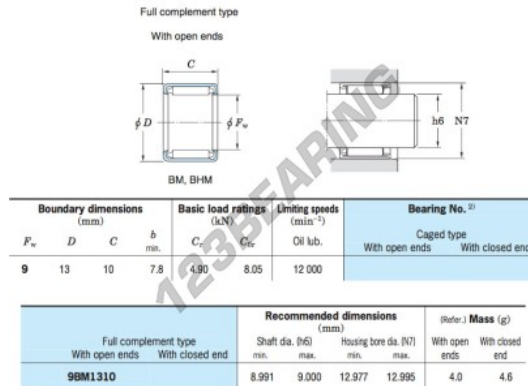 Full complement type
With open ends
C
φD
φFw
h6
N7
BM, BHM
123BEARING
Boundary dimensions
(mm)
Basic load ratings
(kN)
Limiting speeds
(min⁻¹)
Bearing No. ²⁾
Fw D C b
min.
Cr C0r
Oil lub.
Caged type
With open ends With closed end
9 13 10 7.8 4.90 8.05 12 000
Full complement type
With open ends With closed end
Recommended dimensions
(mm)
Shaft dia. (h6) Housing bore dia. (N7)
min. max. min. max.
(Refer.) Mass (g)
With open ends
With closed end
9BM1310 8.991 9.000 12.977 12.995 4.0 4.6